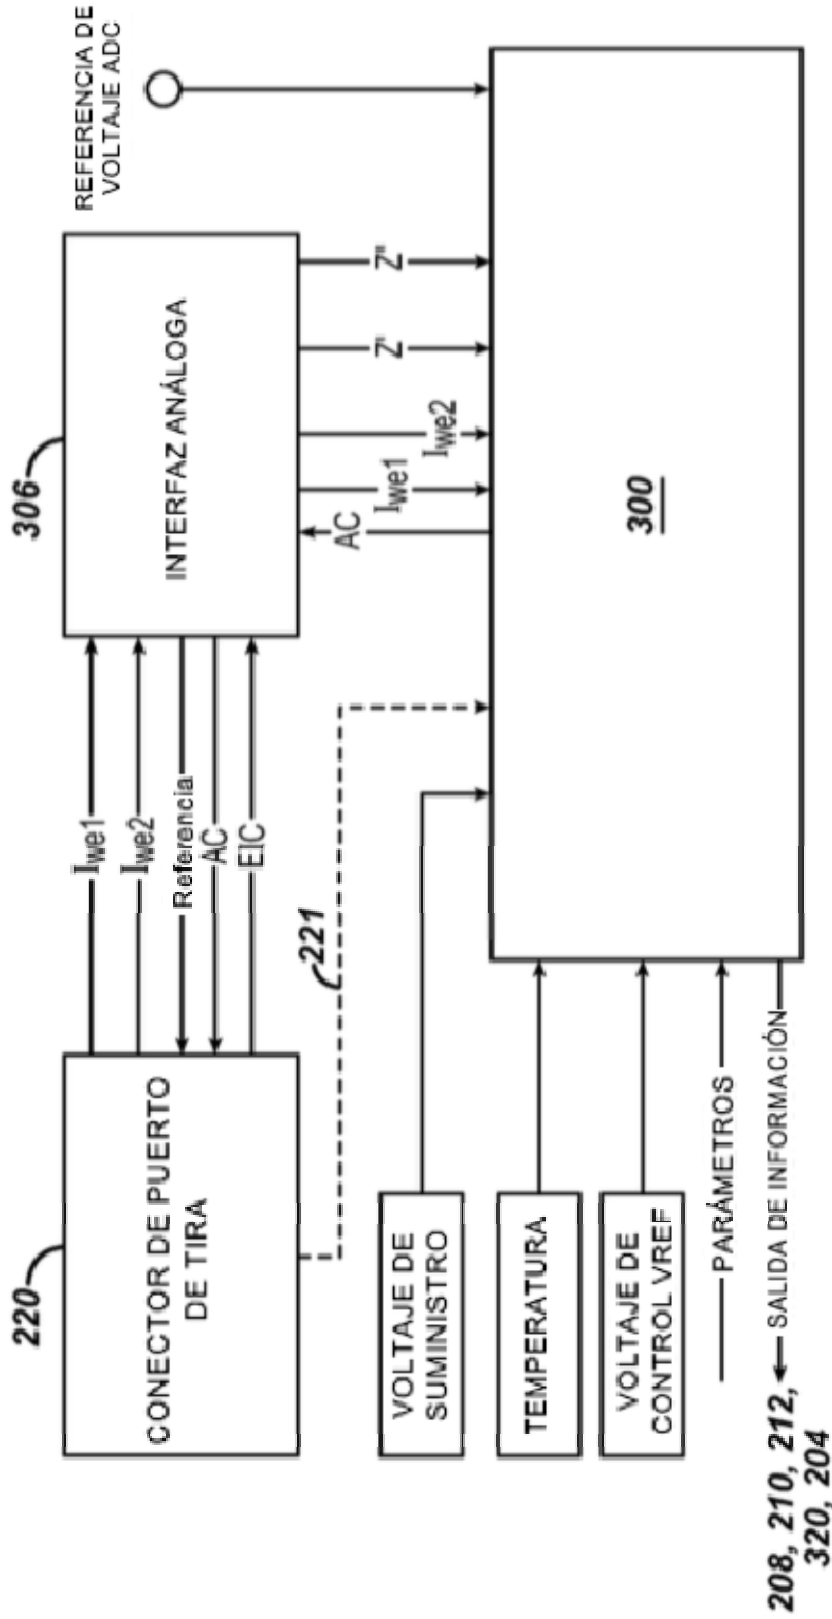 220
CONECTOR DE PUERTO
DE TIRA
Iwe1
Iwe2
Referencia
AC
EIC
306
INTERFAZ ANÁLOGA
REFERENCIA DE
VOLTAJE ADC
221
AC
Iwe1
Iwe2
Z'
Z"
VOLTAJE DE
SUMINISTRO
TEMPERATURA
VOLTAJE DE
CONTROL VREF
PARÁMETROS
SALIDA DE INFORMACIÓN
208, 210, 212,
320, 204
300